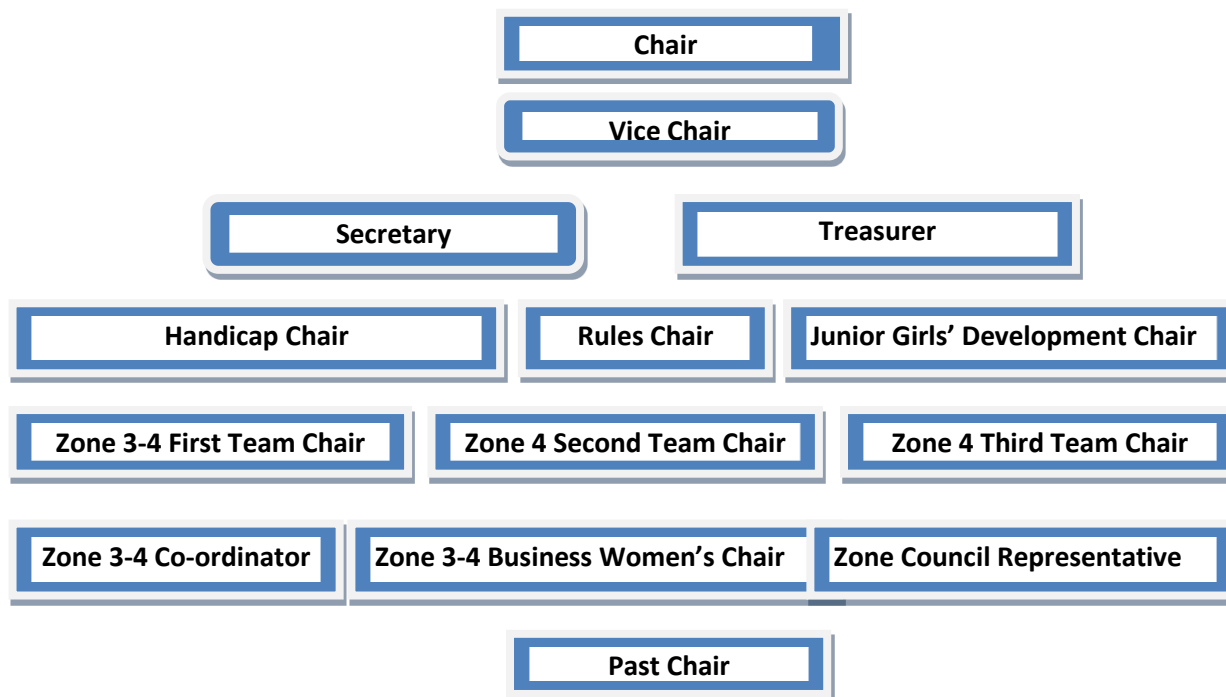 Chair
Vice Chair
Secretary
Treasurer
Handicap Chair
Rules Chair
Junior Girls’ Development Chair
Zone 3-4 First Team Chair
Zone 4 Second Team Chair
Zone 4 Third Team Chair
Zone 3-4 Co-ordinator
Zone 3-4 Business Women’s Chair
Zone Council Representative
Past Chair